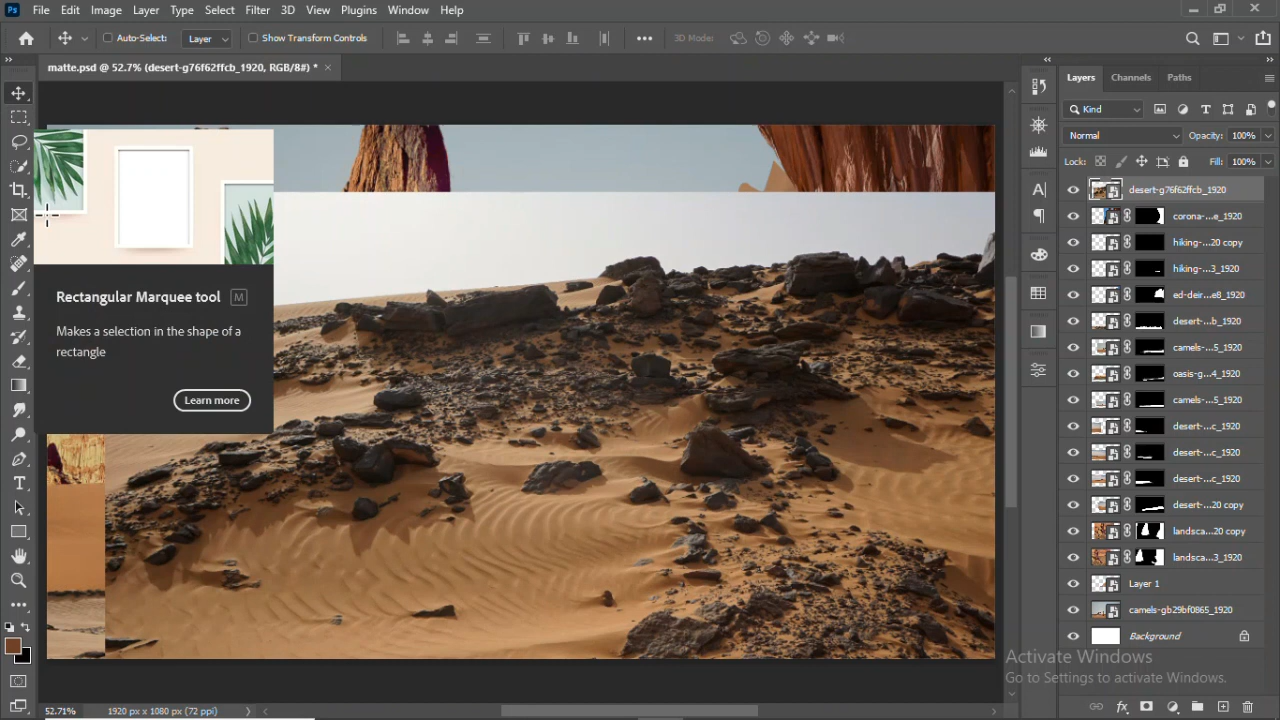 Ps File Edit Image Layer Type Select Filter 3D View Plugins Window Help
Auto-Select: Layer Show Transform Controls 3D Mode:
matte.psd @ 52.7% (desert-g76f62ffcb_1920, RGB/8#) *
Layers Channels Paths
Kind
Normal Opacity: 100%
Lock: Fill: 100%
desert-g76f62ffcb_1920
corona-...e_1920
hiking-...20 copy
hiking-...3_1920
ed-deir...e8_1920
desert-...b_1920
camels-...5_1920
oasis-g...4_1920
camels-...5_1920
desert-...c_1920
desert-...c_1920
desert-...c_1920
desert-...20 copy
landsca...20 copy
landsca...3_1920
Layer 1
camels-gb29bf0865_1920
Background
Rectangular Marquee tool M
Makes a selection in the shape of a
rectangle
Learn more
Activate Windows
Go to Settings to activate Windows.
52.71% 1920 px x 1080 px (72 ppi)